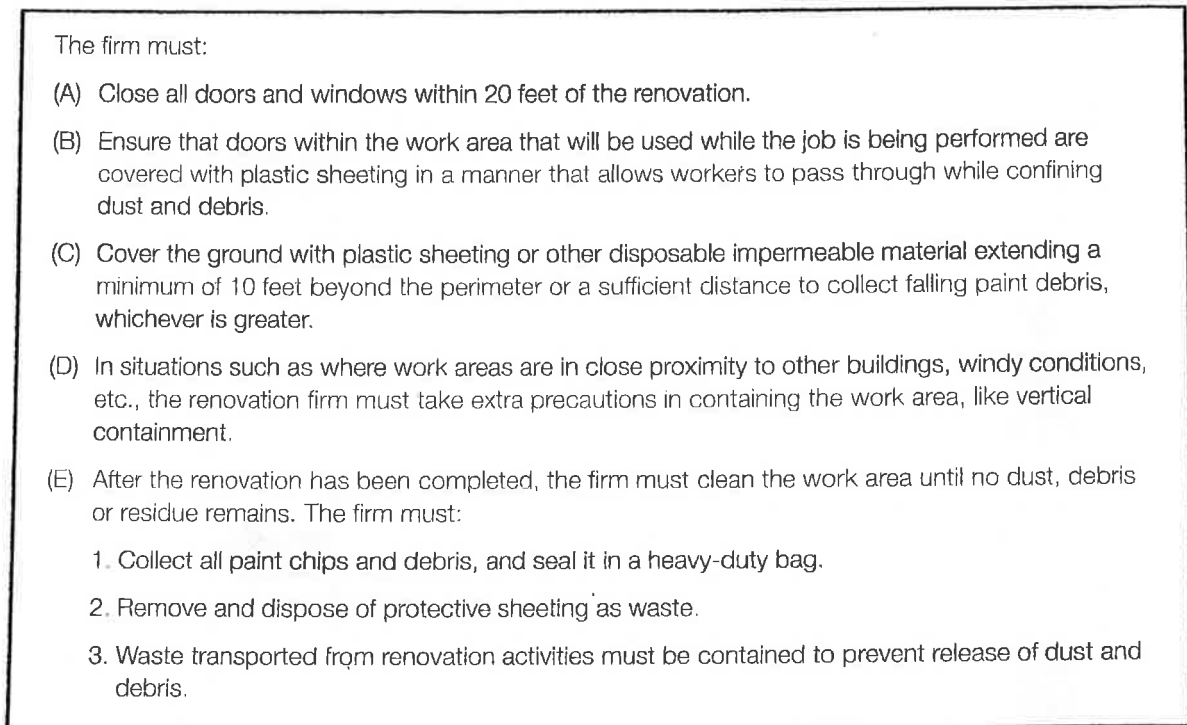 The firm must:
(A) Close all doors and windows within 20 feet of the renovation.
(B) Ensure that doors within the work area that will be used while the job is being performed are
covered with plastic sheeting in a manner that allows workers to pass through while confining
dust and debris.
(C) Cover the ground with plastic sheeting or other disposable impermeable material extending a
minimum of 10 feet beyond the perimeter or a sufficient distance to collect falling paint debris,
whichever is greater.
(D) In situations such as where work areas are in close proximity to other buildings, windy conditions,
etc., the renovation firm must take extra precautions in containing the work area, like vertical
containment.
(E) After the renovation has been completed, the firm must clean the work area until no dust, debris
or residue remains. The firm must:
1. Collect all paint chips and debris, and seal it in a heavy-duty bag.
2. Remove and dispose of protective sheeting as waste.
3. Waste transported from renovation activities must be contained to prevent release of dust and
debris.